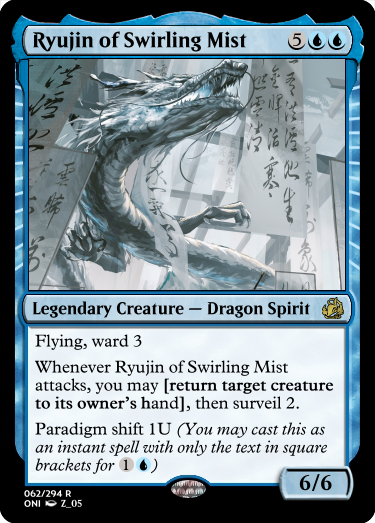 Ryujin of Swirling Mist 5UU
Legendary Creature — Dragon Spirit
Flying, ward 3
Whenever Ryujin of Swirling Mist
attacks, you may [return target creature
to its owner's hand], then surveil 2.
Paradigm shift 1U (You may cast this as
an instant spell with only the text in square
brackets for 1U)
6/6
062/294 R
ONI Z_05